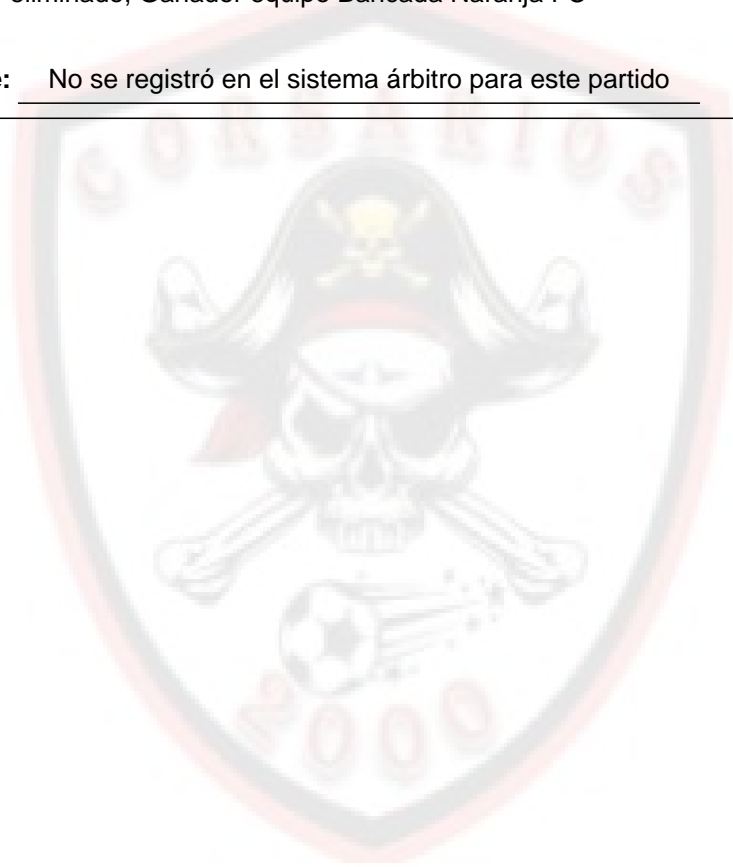 eliminado, Ganador equipo Bancada Naranja FC
: No se registró en el sistema árbitro para este partido
CORSARIOS
2000